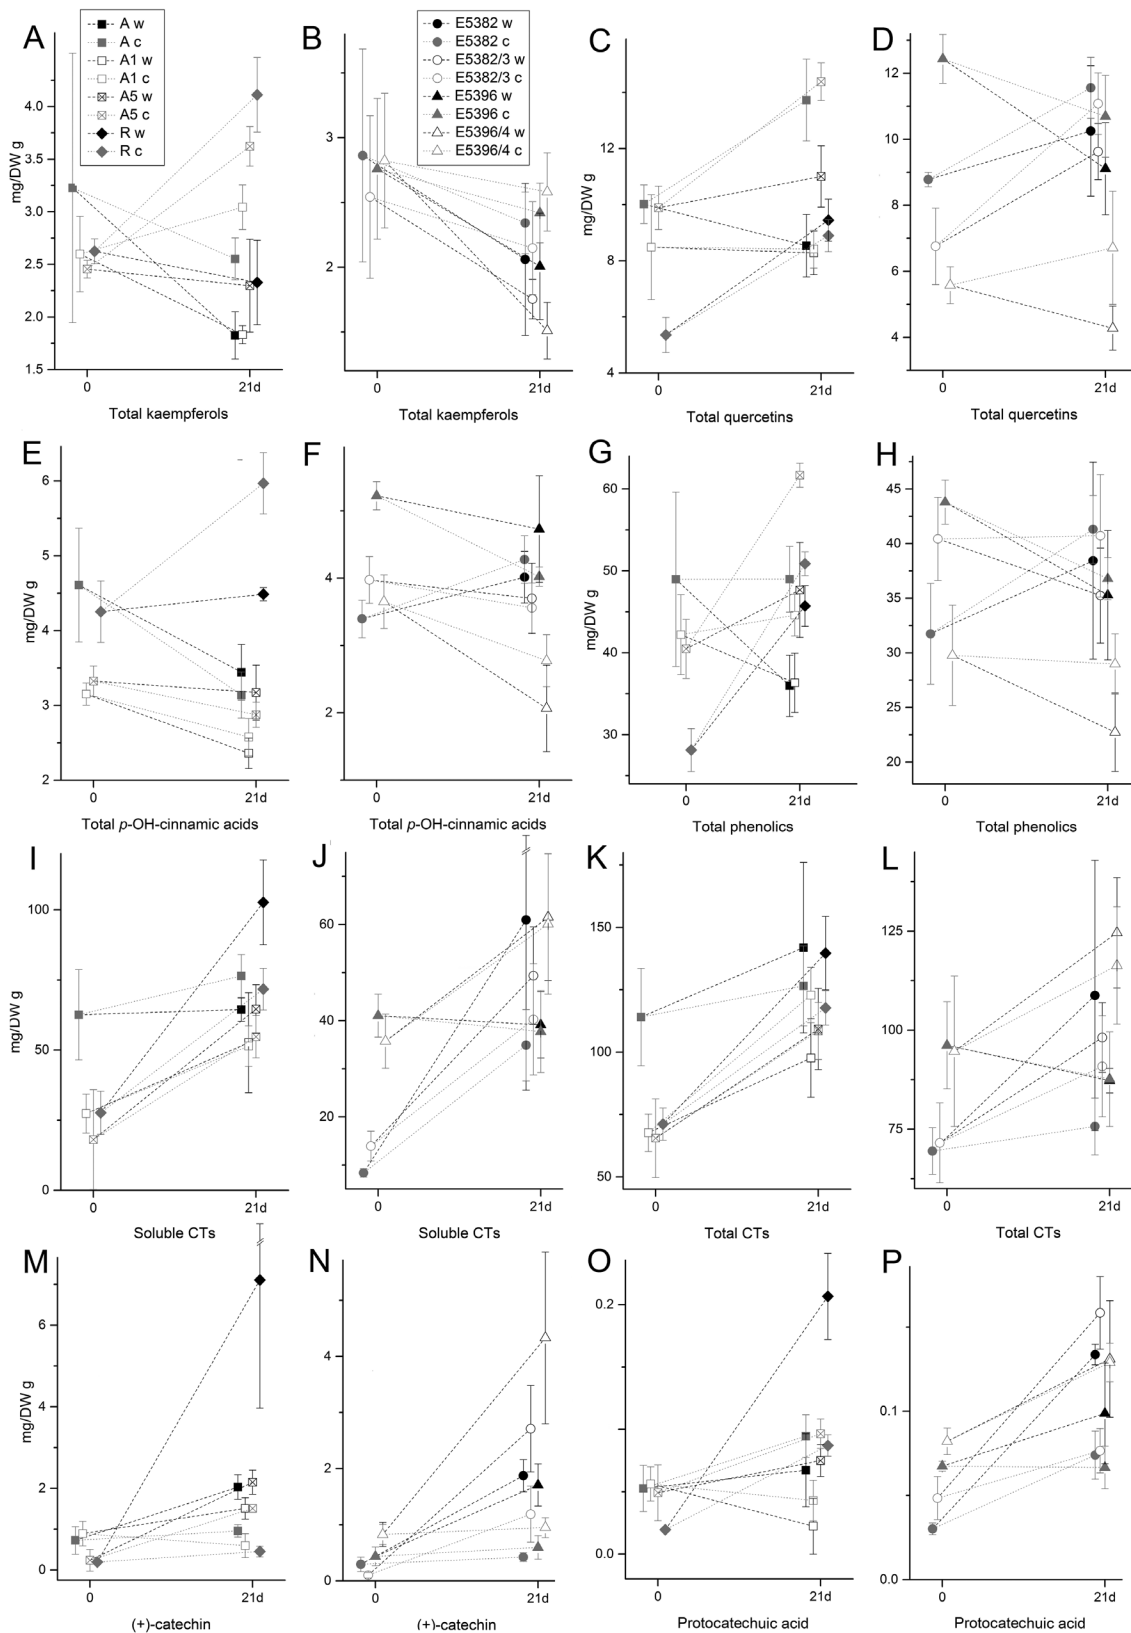 A
B
C
D
A w
A c
A1 w
A1 c
A5 w
A5 c
R w
R c
E5382 w
E5382 c
E5382/3 w
E5382/3 c
E5396 w
E5396 c
E5396/4 w
E5396/4 c
mg/DW g
4.0
3.5
3.0
2.5
2.0
1.5
0
21d
Total kaempferols
3
2
0
21d
Total kaempferols
mg/DW g
12
8
4
0
21d
Total quercetins
12
10
8
6
4
0
21d
Total quercetins
E
F
G
H
mg/DW g
6
5
4
3
2
0
21d
Total p-OH-cinnamic acids
4
2
0
21d
Total p-OH-cinnamic acids
mg/DW g
60
50
40
30
0
21d
Total phenolics
45
40
35
30
25
20
0
21d
Total phenolics
I
J
K
L
mg/DW g
100
50
0
0
21d
Soluble CTs
60
40
20
0
21d
Soluble CTs
150
100
50
0
21d
Total CTs
125
100
75
0
21d
Total CTs
M
N
O
P
mg/DW g
6
4
2
0
0
21d
(+)-catechin
4
2
0
0
21d
(+)-catechin
0.2
0.0
0
21d
Protocatechuic acid
0.1
0.0
0
21d
Protocatechuic acid